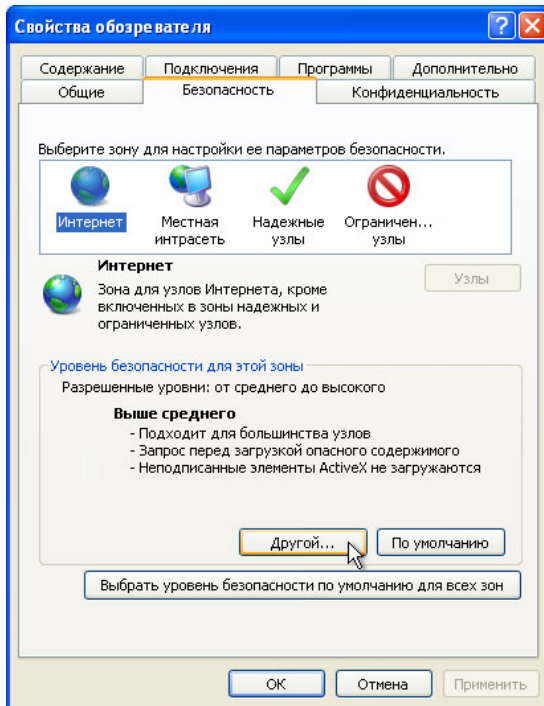 Свойства обозревателя
Содержание Подключения Программы Дополнительно
Общие Безопасность Конфиденциальность
Выберите зону для настройки ее параметров безопасности.
Интернет Местная интрасеть Надежные узлы Ограничен... узлы
Интернет
Узлы
Зона для узлов Интернета, кроме
включенных в зоны надежных и
ограниченных узлов.
Уровень безопасности для этой зоны
Разрешенные уровни: от среднего до высокого
Выше среднего
- Подходит для большинства узлов
- Запрос перед загрузкой опасного содержимого
- Неподписанные элементы ActiveX не загружаются
Другой... По умолчанию
Выбрать уровень безопасности по умолчанию для всех зон
ОК Отмена Применить